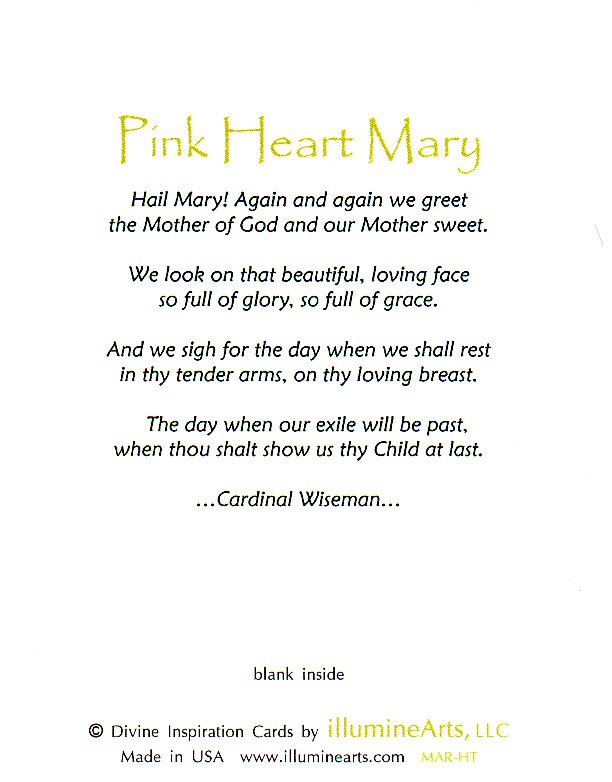 Pink Heart Mary
Hail Mary! Again and again we greet
the Mother of God and our Mother sweet.
We look on that beautiful, loving face
so full of glory, so full of grace.
And we sigh for the day when we shall rest
in thy tender arms, on thy loving breast.
The day when our exile will be past,
when thou shalt show us thy Child at last.
...Cardinal Wiseman...
blank inside
© Divine Inspiration Cards by illumineArts, LLC
Made in USA www.illuminearts.com MAR-HT